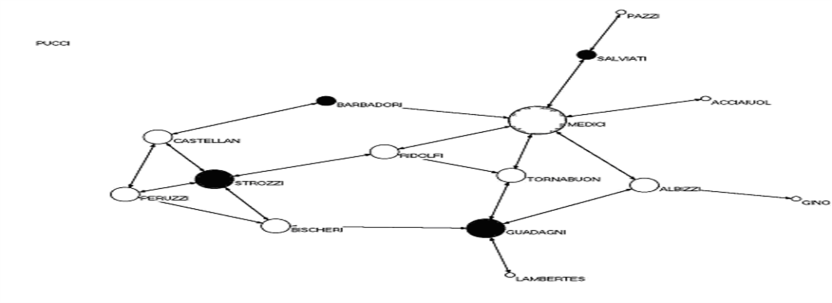 PAZZI
PUCCI
SALVIATI
ACCIAIUOL
BARBADORI
MEDICI
CASTELLAN
RIDOLFI
TORNABUON
STROZZI
ALBIZZI
PERUZZI
GINO
BISCHERI
GUADAGNI
LAMBERTES